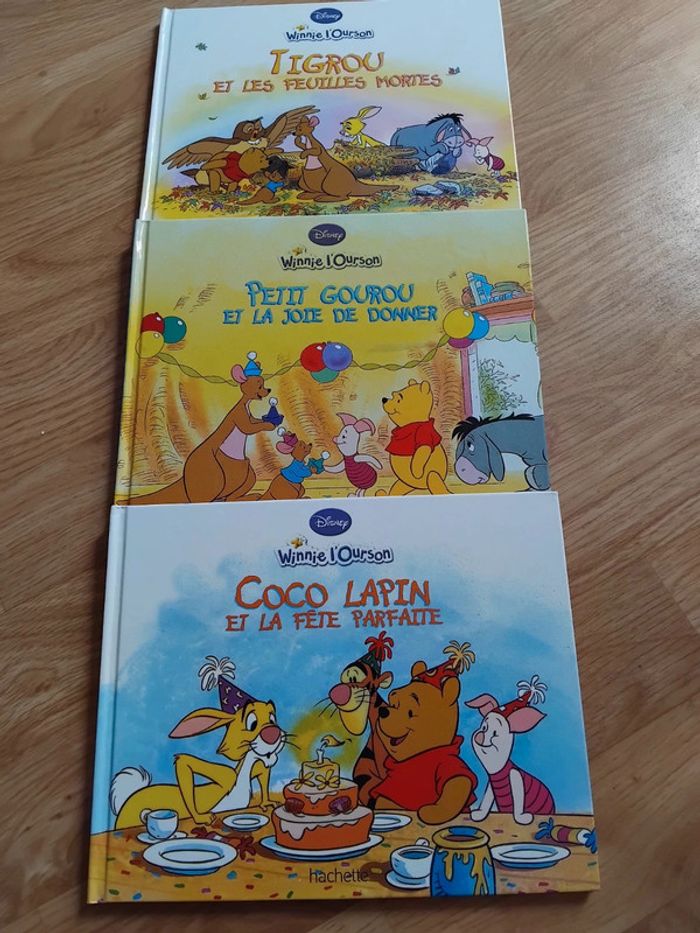 Disney
Winnie l'Ourson
Tigrou
et les feuilles mortes
Disney
Winnie l'Ourson
Petit Gourou
et la joie de donner
Disney
Winnie l'Ourson
Coco Lapin
et la fête parfaite
hachette